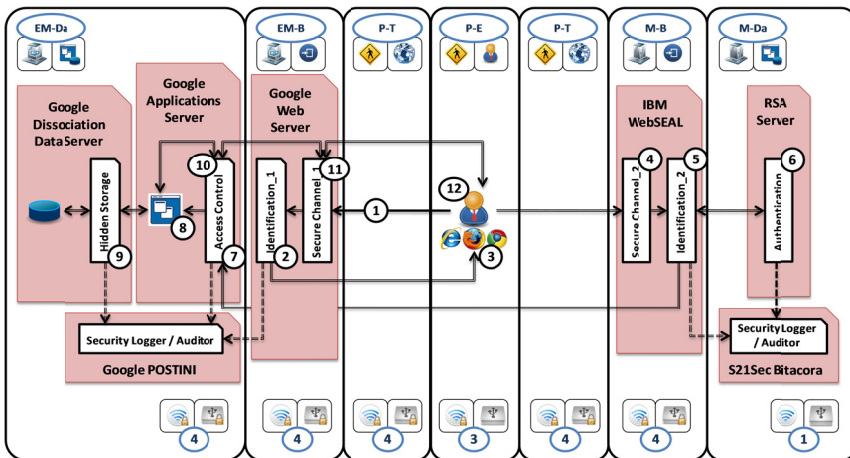 EM-Da
EM-B
P-T
P-E
P-T
M-B
M-Da
Google
Dissociation
Data Server
Google
Applications
Server
Google
Web
Server
IBM
WebSEAL
RSA
Server
Hidden Storage
9
8
10
Access Control
7
Identification_1
2
11
Secure Channel_1
1
12
3
4
Secure Channel_2
5
Identification_2
6
Authentication
Security Logger / Auditor
Google POSTINI
Security Logger
/ Auditor
S21Sec Bitacora
4
4
4
3
4
4
1